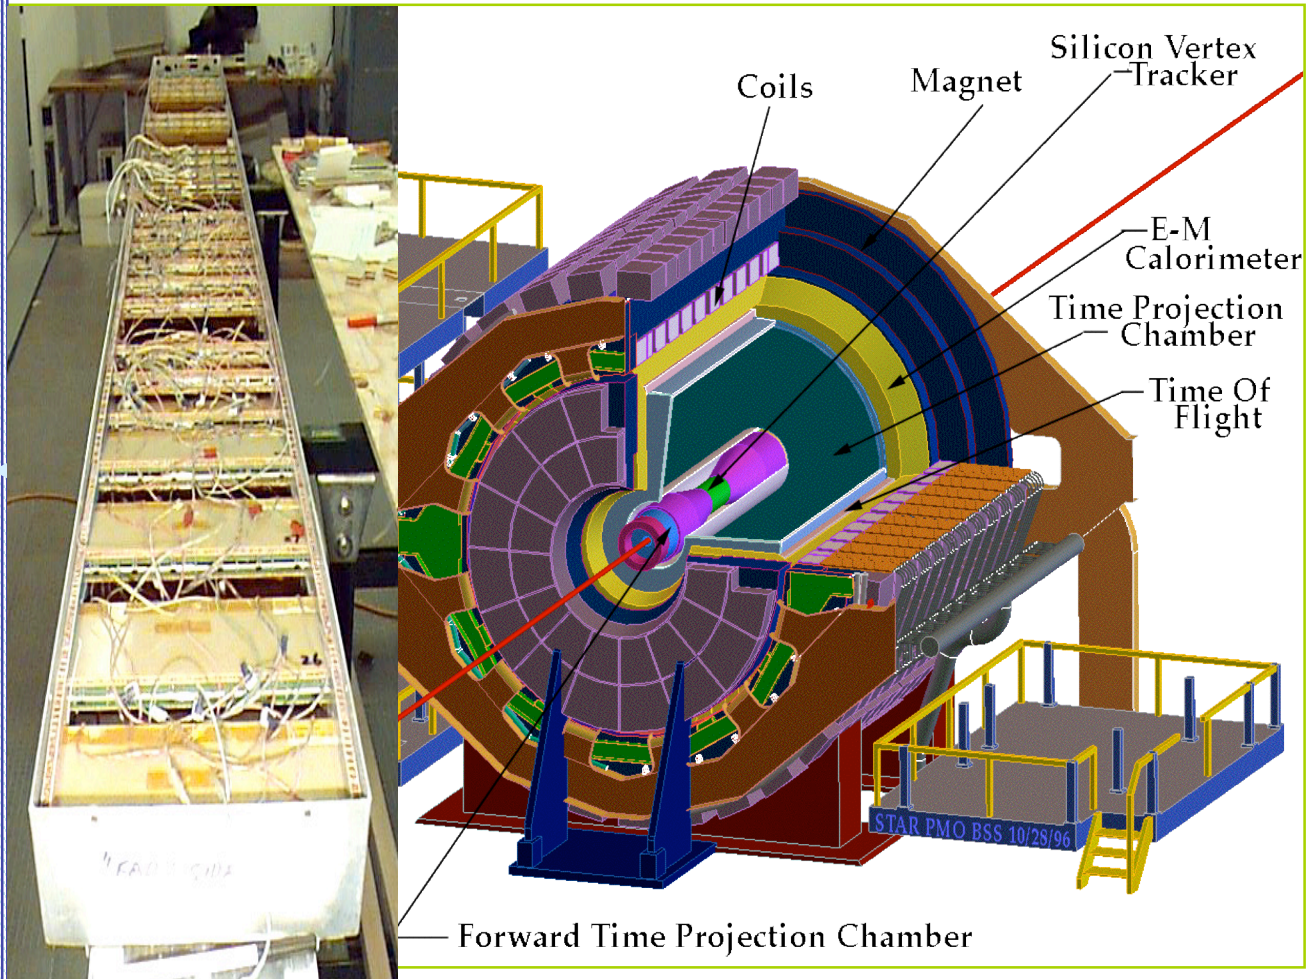 Silicon Vertex
Tracker
Coils
Magnet
E-M
Calorimeter
Time Projection
Chamber
Time Of
Flight
STAR PMO BSS 10/28/96
Forward Time Projection Chamber